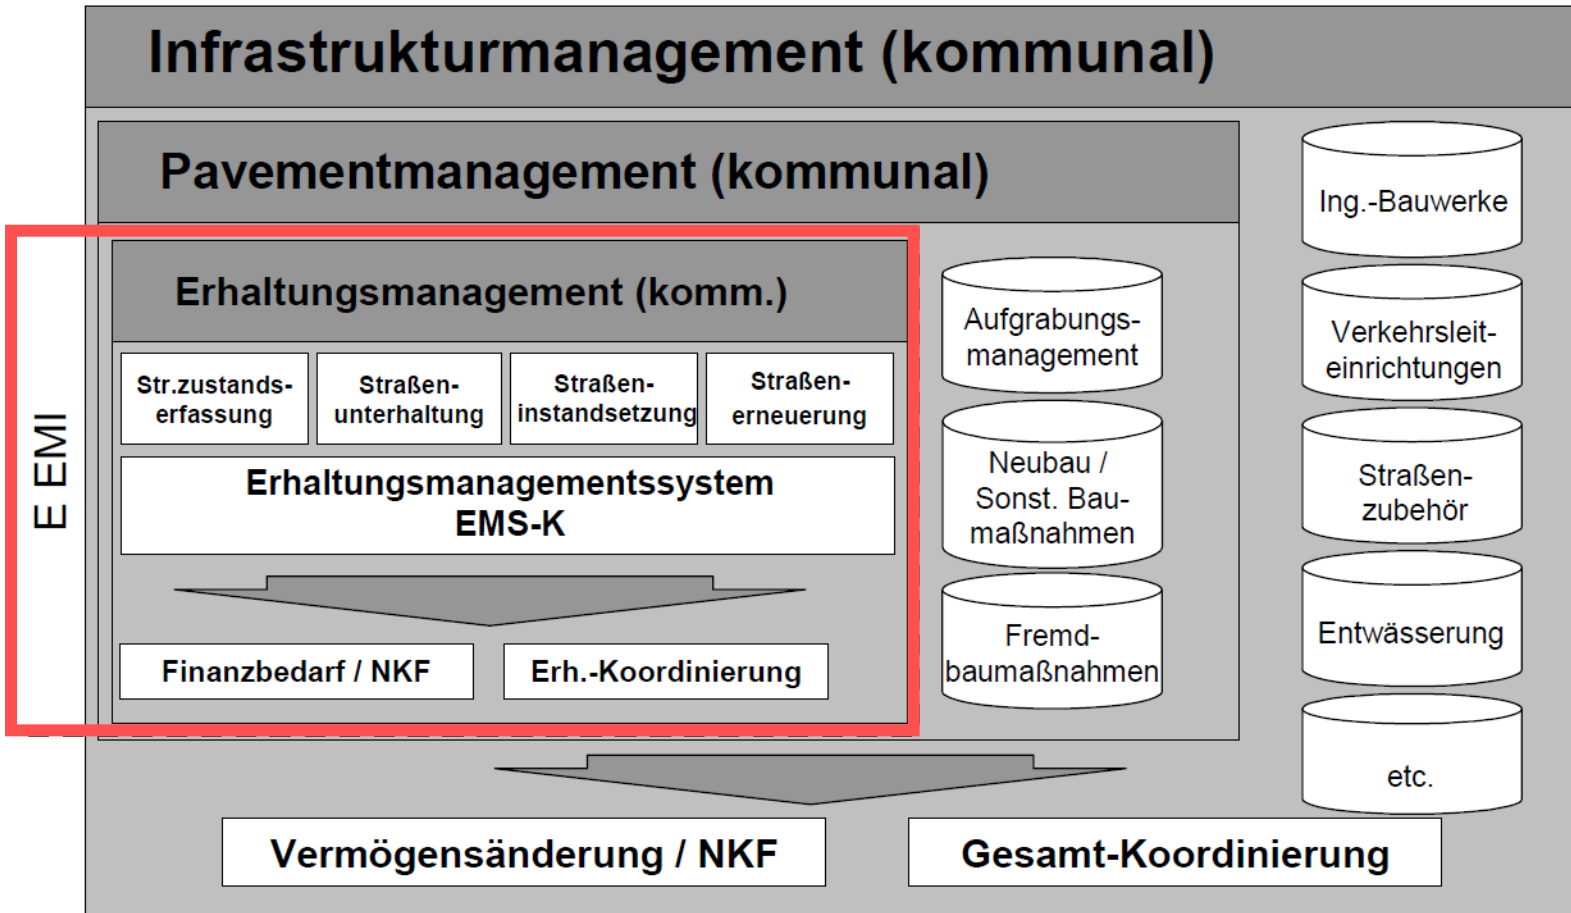 Infrastrukturmanagement (kommunal)
Pavementmanagement (kommunal)
E EMI
Erhaltungsmanagement (komm.)
Str.zustands-
erfassung
Straßen-
unterhaltung
Straßen-
instandsetzung
Straßen-
erneuerung
Erhaltungsmanagementssystem
EMS-K
Finanzbedarf / NKF
Erh.-Koordinierung
Aufgrabungs-
management
Neubau /
Sonst. Bau-
maßnahmen
Fremd-
baumaßnahmen
Ing.-Bauwerke
Verkehrsleit-
einrichtungen
Straßen-
zubehör
Entwässerung
etc.
Vermögensänderung / NKF
Gesamt-Koordinierung